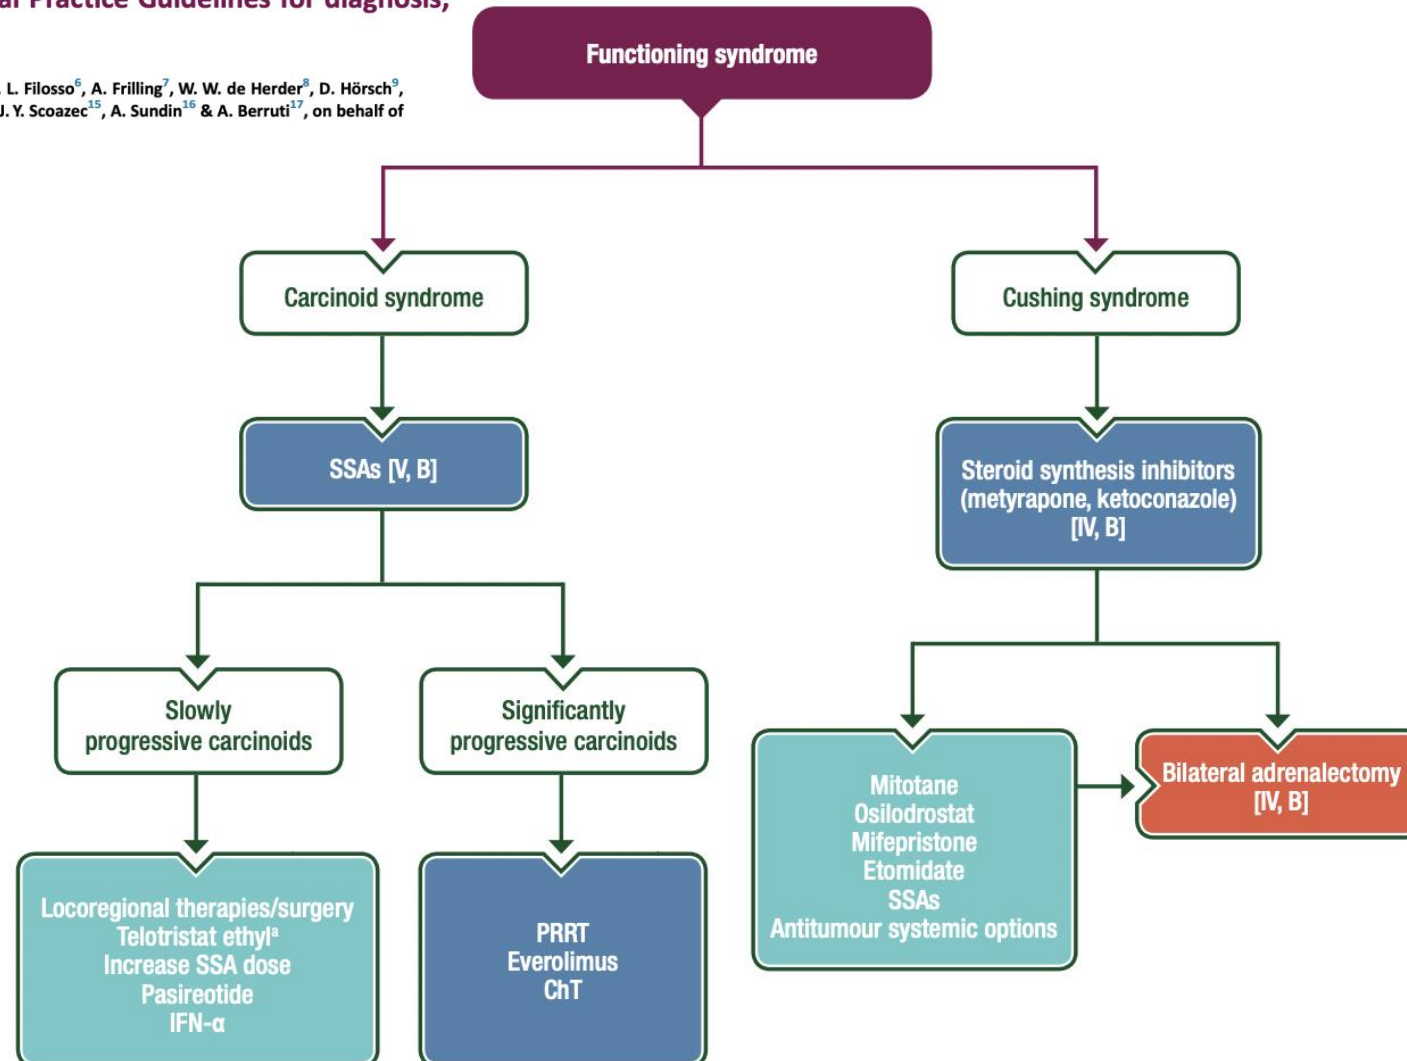 al Practice Guidelines for diagnosis,
L. Filosso6, A. Frilling7, W. W. de Herder8, D. Hörsch9,
J. Y. Scoazec15, A. Sundin16 & A. Berruti17, on behalf of
Functioning syndrome
Carcinoid syndrome
Cushing syndrome
SSAs [V, B]
Steroid synthesis inhibitors
(metyrapone, ketoconazole)
[IV, B]
Slowly
progressive carcinoids
Significantly
progressive carcinoids
Mitotane
Osilodrostat
Mifepristone
Etomidate
SSAs
Antitumour systemic options
Bilateral adrenalectomy
[IV, B]
Locoregional therapies/surgery
Telotristat ethylª
Increase SSA dose
Pasireotide
IFN-α
PRRT
Everolimus
ChT